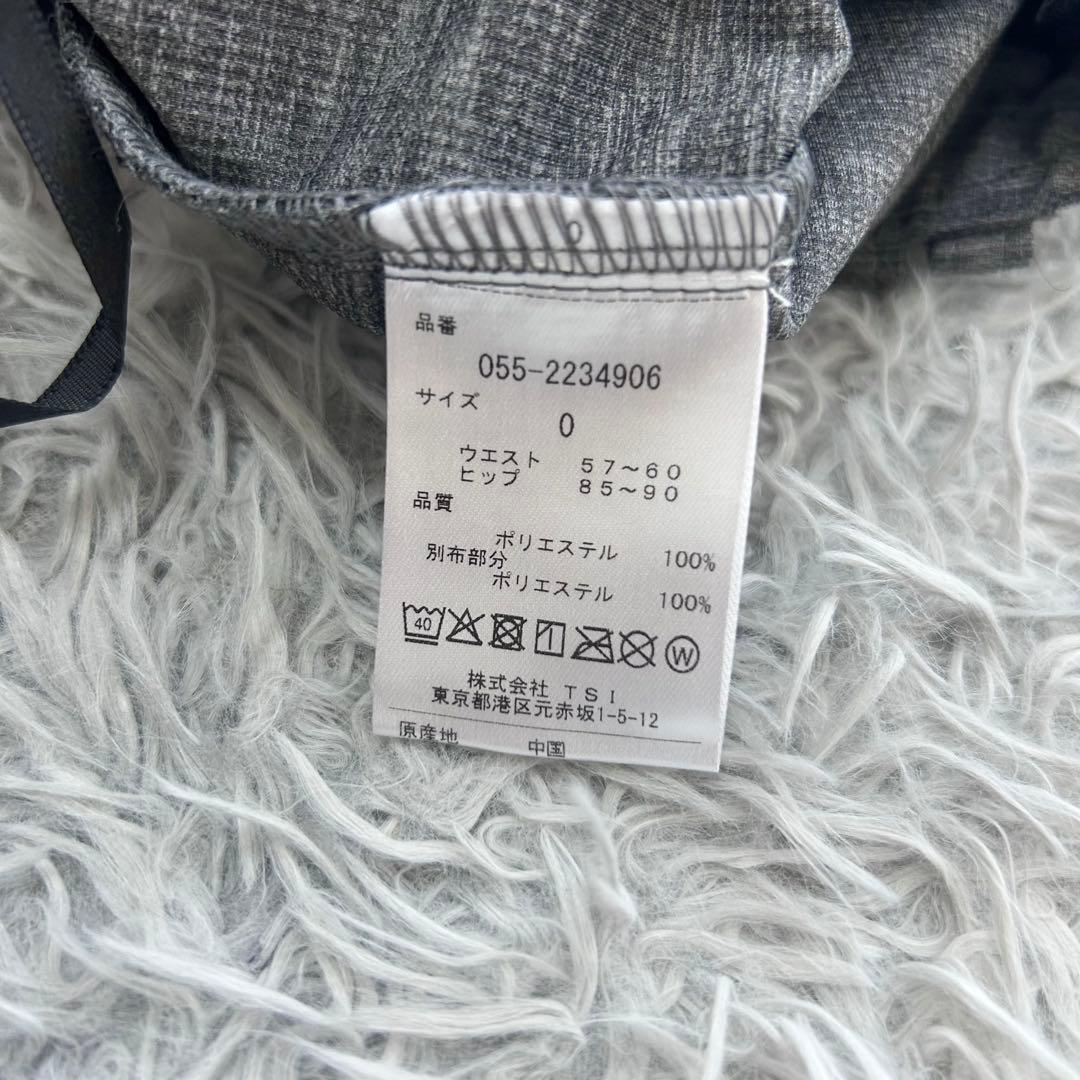 0
品番
055-2234906
サイズ
0
ウエスト 57~60
ヒップ 85~90
品質
ポリエステル 100%
別布部分
ポリエステル 100%
40
W
株式会社 TSI
東京都港区元赤坂1-5-12
原産地 中国